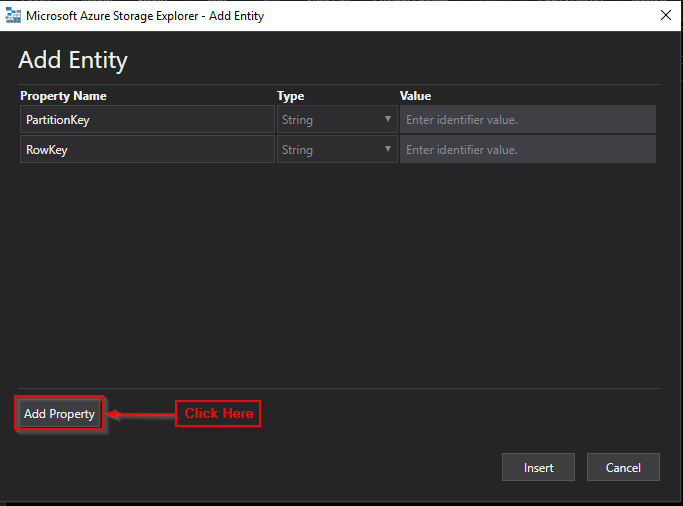 Microsoft Azure Storage Explorer - Add Entity
Add Entity
Property Name Type Value
PartitionKey String Enter identifier value.
RowKey String Enter identifier value.
Add Property Click Here
Insert Cancel